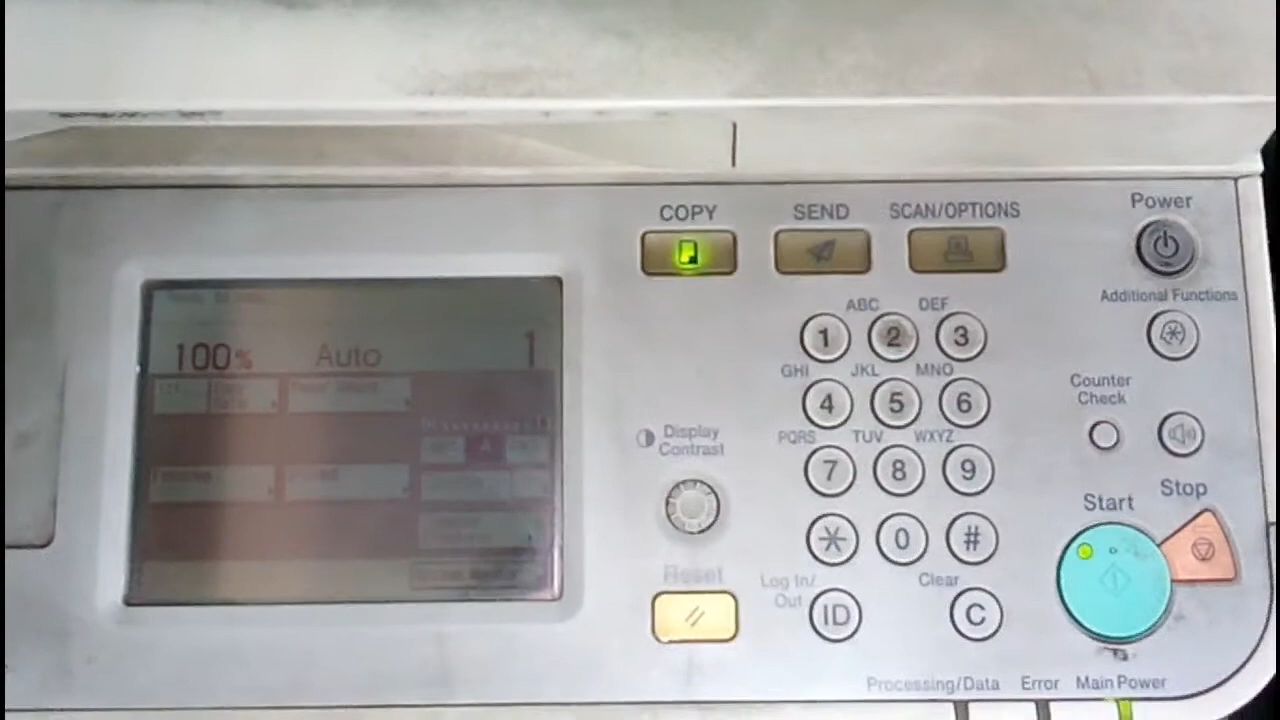 COPY SEND SCAN/OPTIONS Power
Additional Functions
ABC DEF
1 2 3
100% Auto 1
GHI JKL MNO
4 5 6
Counter
Check
Display
Contrast
PQRS TUV WXYZ
7 8 9
Start Stop
* 0 #
Reset
Log In/
Out
ID
Clear
C
Processing/Data Error Main Power